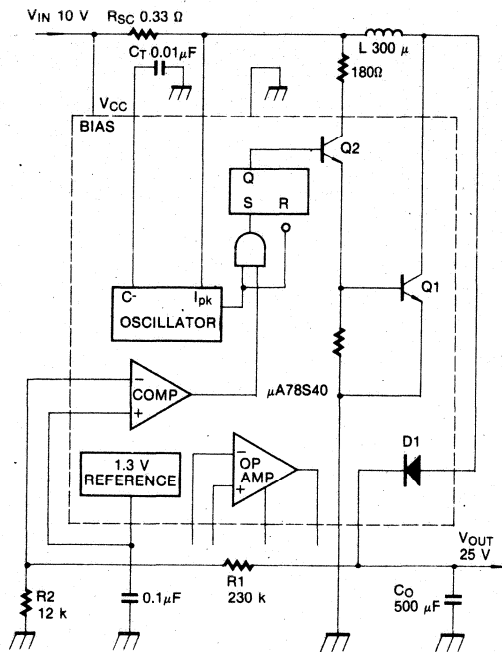 VIN 10 V
RSC 0.33 Ω
CT 0.01μF
L 300 μ
180Ω
VCC
BIAS
Q2
Q
S R
Q1
C- Ipk
OSCILLATOR
COMP
-
+
μA78S40
1.3 V
REFERENCE
-
+
OP
AMP
D1
VOUT
25 V
R1
230 k
R2
12 k
0.1μF
CO
500 μF